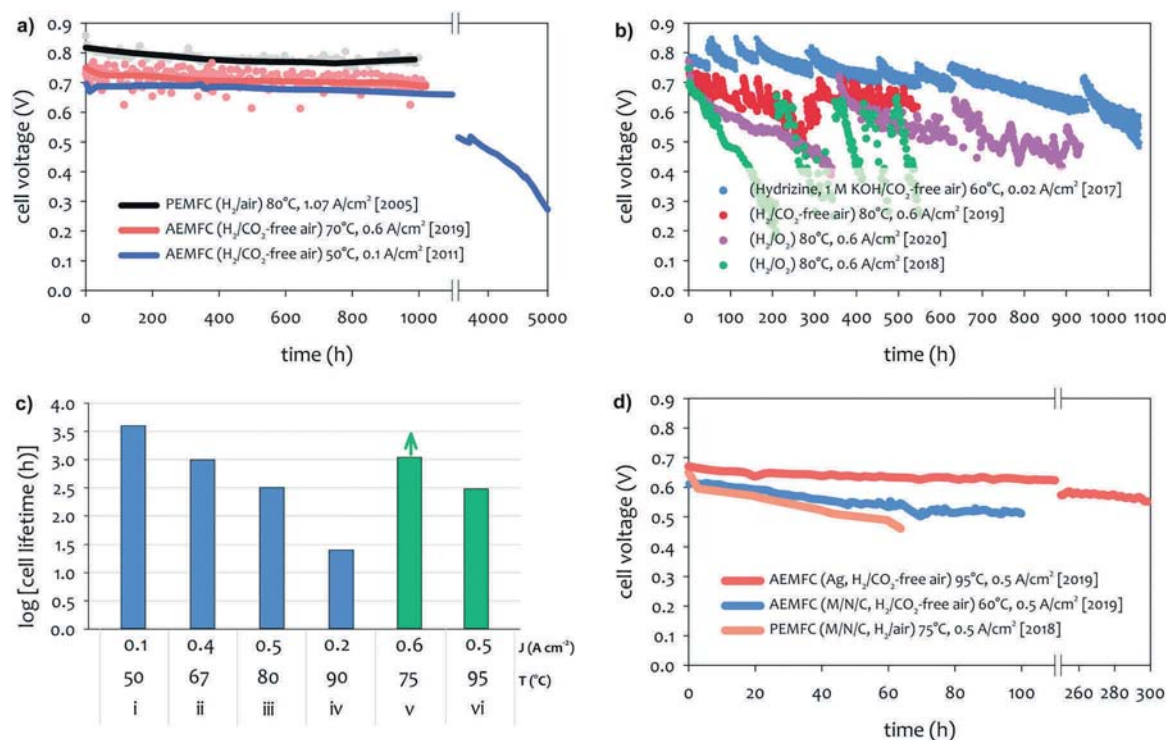 a)
0.9
0.8
0.7
0.6
0.5
0.4
0.3
0.2
0.1
0.0
cell voltage (V)
PEMFC (H₂/air) 80°C, 1.07 A/cm² [2005]
AEMFC (H₂/CO₂-free air) 70°C, 0.6 A/cm² [2019]
AEMFC (H₂/CO₂-free air) 50°C, 0.1 A/cm² [2011]
0 200 400 600 800 1000 4000 5000
time (h)
b)
0.9
0.8
0.7
0.6
0.5
0.4
0.3
0.2
0.1
0.0
cell voltage (V)
(Hydrizine, 1 M KOH/CO₂-free air) 60°C, 0.02 A/cm² [2017]
(H₂/CO₂-free air) 80°C, 0.6 A/cm² [2019]
(H₂/O₂) 80°C, 0.6 A/cm² [2020]
(H₂/O₂) 80°C, 0.6 A/cm² [2018]
0 100 200 300 400 500 600 700 800 900 1000 1100
time (h)
c)
4.0
3.5
3.0
2.5
2.0
1.5
1.0
0.5
0.0
log [cell lifetime (h)]
0.1 0.4 0.5 0.2 0.6 0.5 J (A cm⁻²)
50 67 80 90 75 95 T (°C)
i ii iii iv v vi
d)
0.9
0.8
0.7
0.6
0.5
0.4
0.3
0.2
0.1
0.0
cell voltage (V)
AEMFC (Ag, H₂/CO₂-free air) 95°C, 0.5 A/cm² [2019]
AEMFC (M/N/C, H₂/CO₂-free air) 60°C, 0.5 A/cm² [2019]
PEMFC (M/N/C, H₂/air) 75°C, 0.5 A/cm² [2018]
0 20 40 60 80 100 260 280 300
time (h)